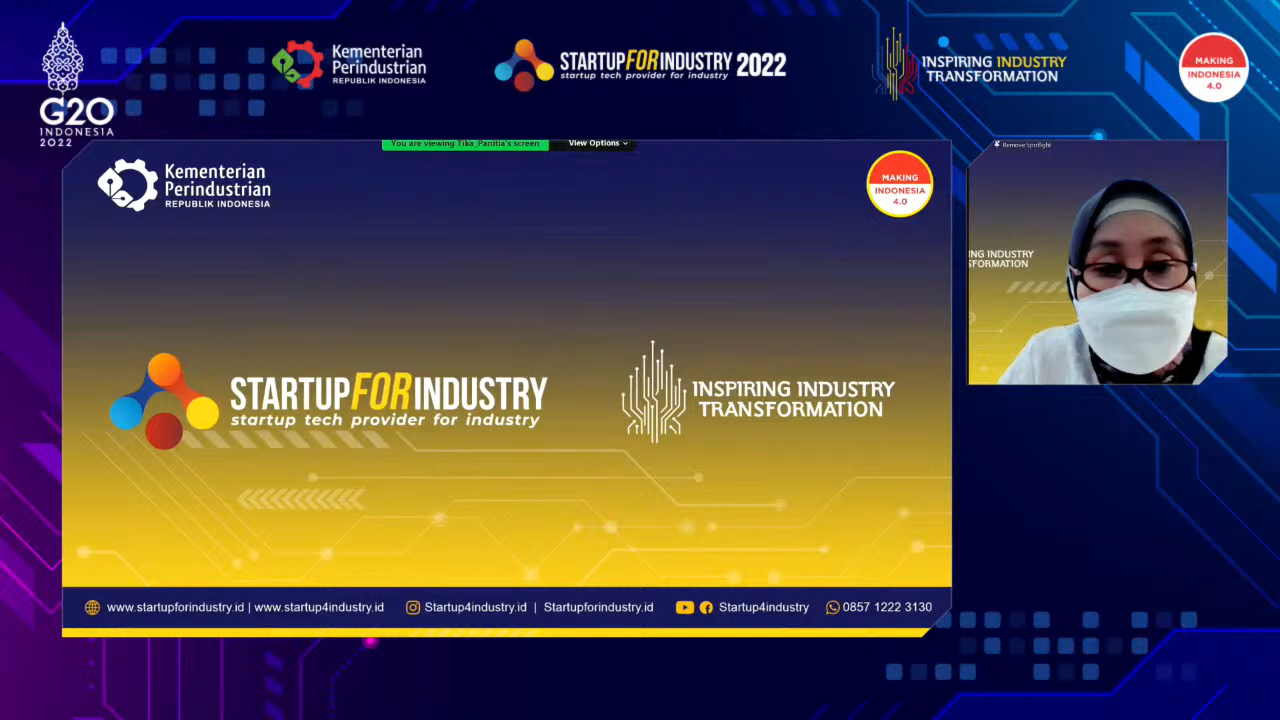 G20
INDONESIA
2022
Kementerian
Perindustrian
REPUBLIK INDONESIA
STARTUPFORINDUSTRY 2022
startup tech provider for industry
INSPIRING INDUSTRY
TRANSFORMATION
MAKING
INDONESIA
4.0
You are viewing Tika_Panitia's screen
View Options
Remove Spotlight
Kementerian
Perindustrian
REPUBLIK INDONESIA
MAKING
INDONESIA
4.0
NG INDUSTRY
SFORMATION
STARTUPFORINDUSTRY
startup tech provider for industry
INSPIRING INDUSTRY
TRANSFORMATION
www.startupforindustry.id | www.startup4industry.id
Startup4industry.id | Startupforindustry.id
Startup4industry
0857 1222 3130